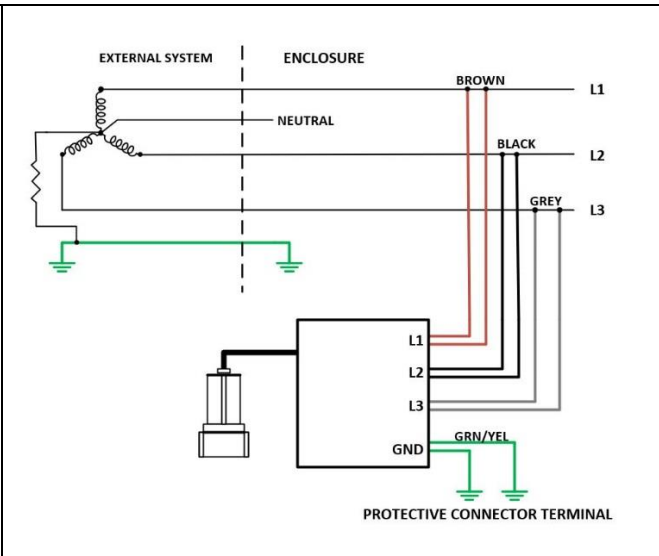 EXTERNAL SYSTEM
ENCLOSURE
BROWN
L1
NEUTRAL
BLACK
L2
GREY
L3
L1
L2
L3
GRN/YEL
GND
PROTECTIVE CONNECTOR TERMINAL